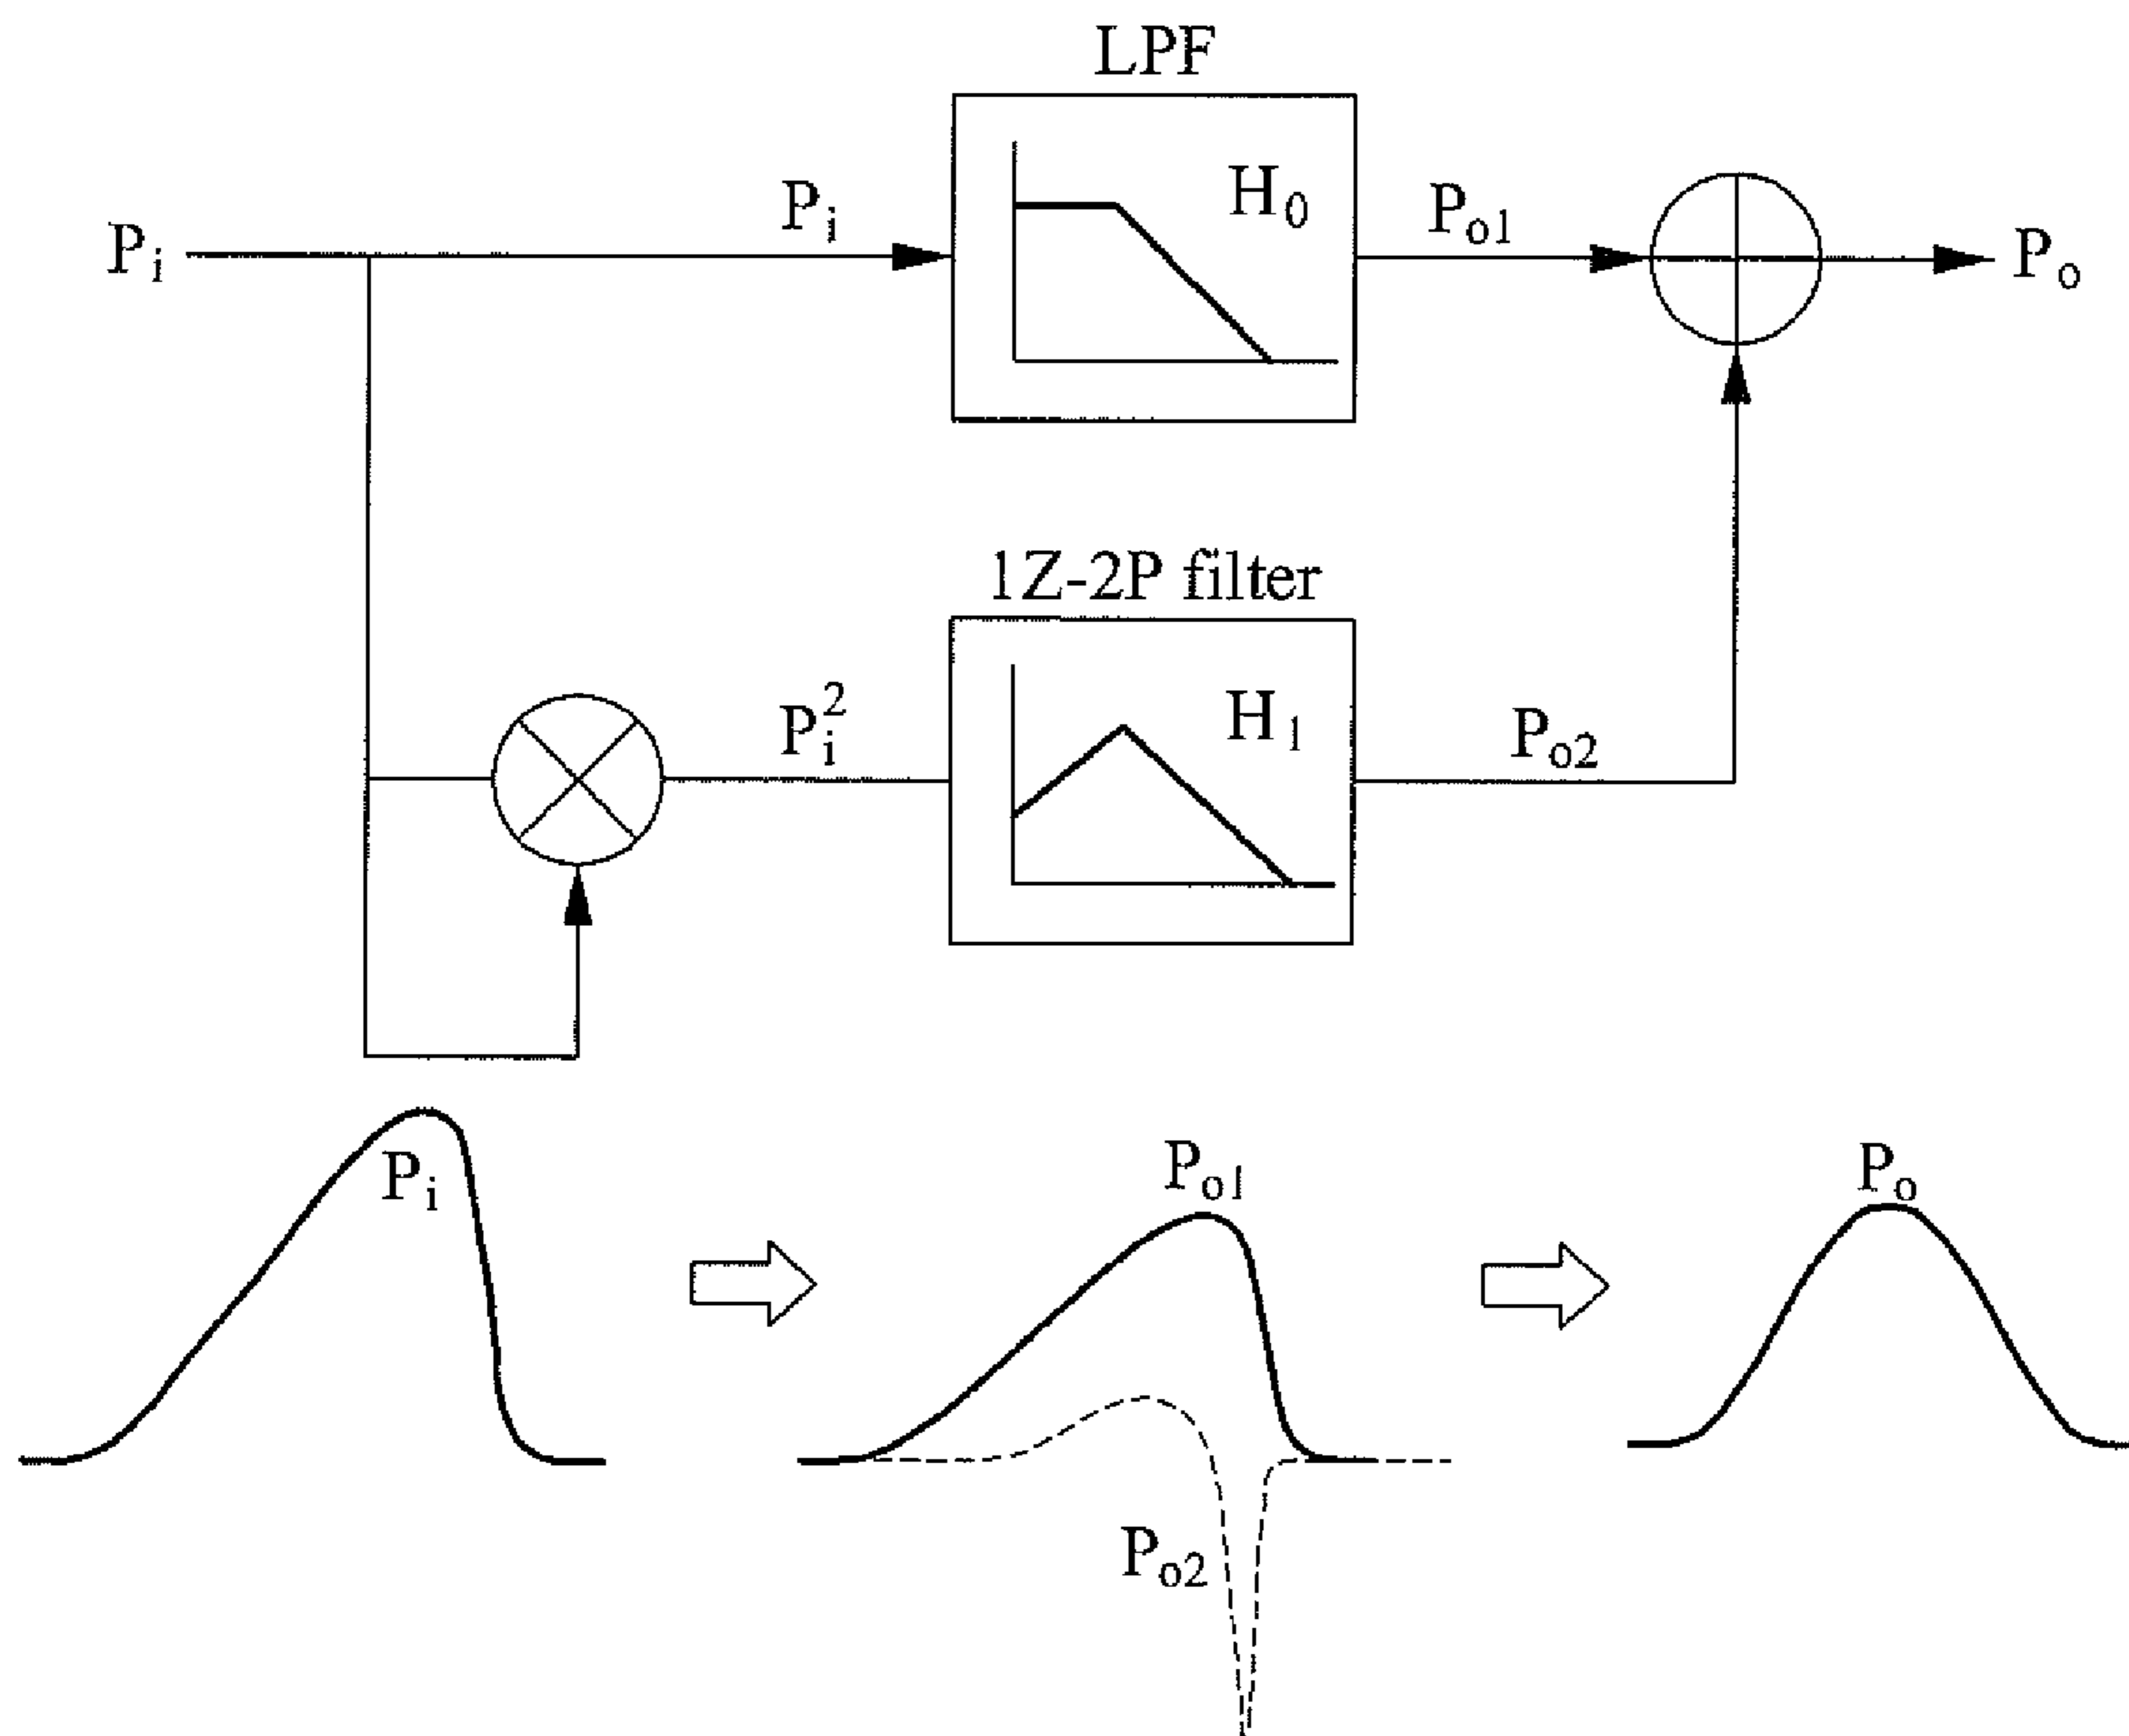 LPF
P_i
P_i
H_0
P_o1
P_o
1Z-2P filter
P_i^2
H_1
P_o2
P_i
P_o1
P_o
P_o2